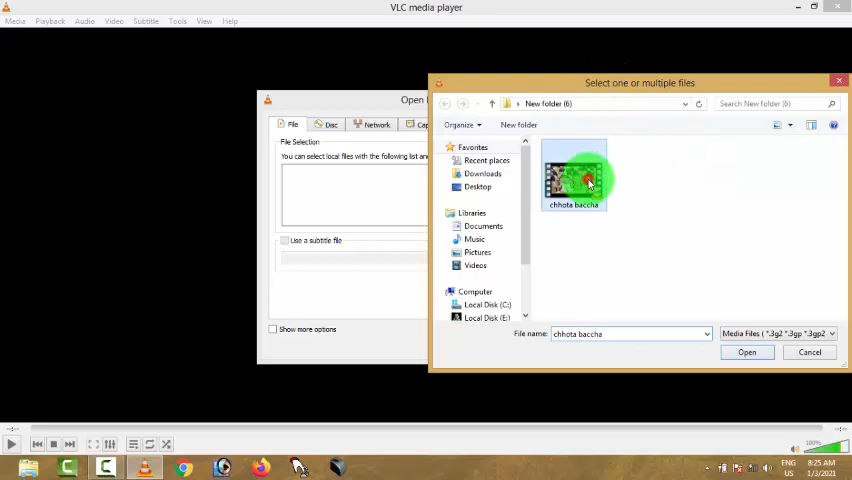 VLC media player
Media Playback Audio Video Subtitle Tools View Help
Select one or multiple files
Open
New folder (6)
Search New folder (6)
File Disc Network Cap
Organize New folder
File Selection
You can select local files with the following list and
Favorites
Recent places
Downloads
Desktop
chhota baccha
Libraries
Documents
Music
Pictures
Videos
Use a subtitle file
Computer
Local Disk (C:)
Local Disk (E:)
Show more options
File name: chhota baccha
Media Files ( *.3g2 *.3gp *.3gp2
Open Cancel
--:--
--:--
100%
ENG
US
8:25 AM
1/3/2021